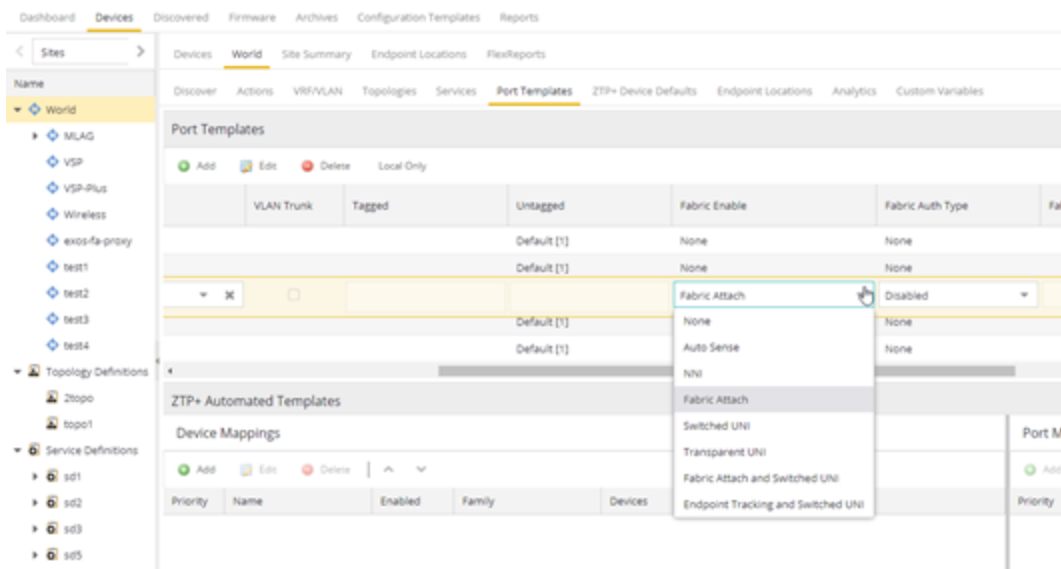 Dashboard Devices Discovered Firmware Archives Configuration Templates Reports
Sites
Devices World Site Summary Endpoint Locations FlexReports
Name
Discover Actions VRF/VLAN Topologies Services Port Templates ZTP+ Device Defaults Endpoint Locations Analytics Custom Variables
World
MLAG
VSP
VSP-Plus
Wireless
exos-fa-proxy
test1
test2
test3
test4
Topology Definitions
2topo
topo1
Service Definitions
sd1
sd2
sd3
sd5
Port Templates
Add Edit Delete Local Only
VLAN Trunk Tagged Untagged Fabric Enable Fabric Auth Type Fa
Default [1] None None
Default [1] None None
Fabric Attach Disabled
Default [1] None
Default [1] None
None
Auto Sense
NNI
Fabric Attach
Switched UNI
Transparent UNI
Fabric Attach and Switched UNI
Endpoint Tracking and Switched UNI
ZTP+ Automated Templates
Device Mappings
Add Edit Delete
Priority Name Enabled Family Devices
Port M
Add
Priority